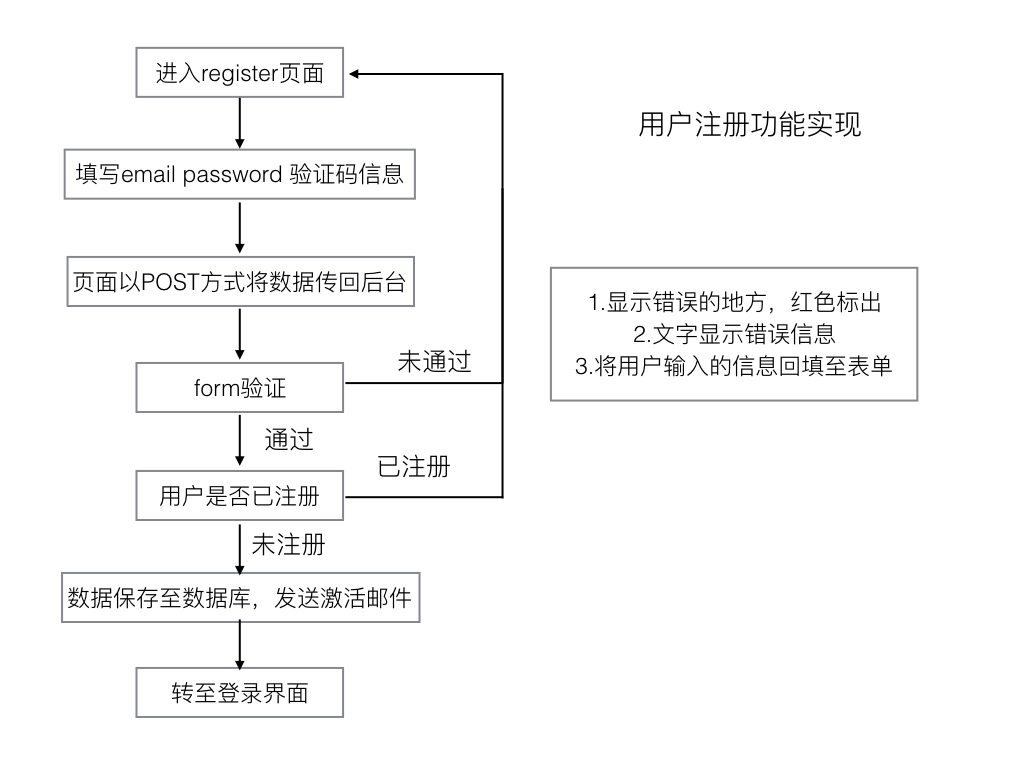 进入register页面
用户注册功能实现
填写email password 验证码信息
页面以POST方式将数据传回后台
1.显示错误的地方，红色标出
2.文字显示错误信息
3.将用户输入的信息回填至表单
未通过
form验证
通过
已注册
用户是否已注册
未注册
数据保存至数据库，发送激活邮件
转至登录界面